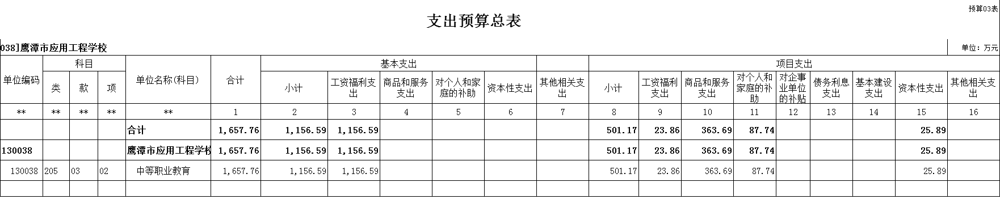 预算03表
支出预算总表
038]鹰潭市应用工程学校 单位：万元
单位编码 科目 单位名称(科目) 合计 基本支出 项目支出
类 款 项 小计 工资福利支出 商品和服务支出 对个人和家庭的补助 资本性支出 其他相关支出 小计 工资福利支出 商品和服务支出 对个人和家庭的补助 对企事业单位的补贴 债务利息支出 基本建设支出 资本性支出 其他相关支出
** ** ** ** ** 1 2 3 4 5 6 7 8 9 10 11 12 13 14 15 16
合计 1,657.76 1,156.59 1,156.59 501.17 23.86 363.69 87.74 25.89
130038 鹰潭市应用工程学校 1,657.76 1,156.59 1,156.59 501.17 23.86 363.69 87.74 25.89
130038 205 03 02 中等职业教育 1,657.76 1,156.59 1,156.59 501.17 23.86 363.69 87.74 25.89